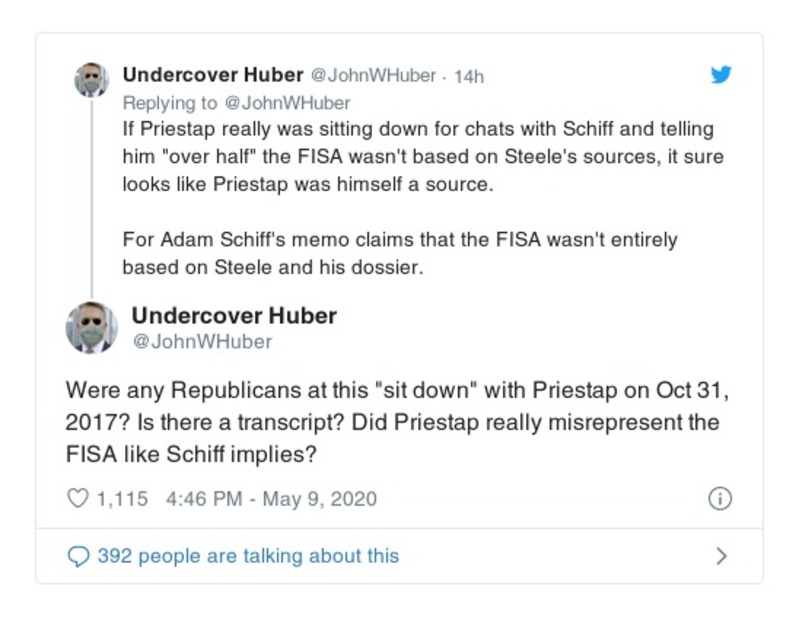 Undercover Huber @JohnWHuber · 14h
Replying to @JohnWHuber
If Priestap really was sitting down for chats with Schiff and telling
him "over half" the FISA wasn't based on Steele's sources, it sure
looks like Priestap was himself a source.
For Adam Schiff's memo claims that the FISA wasn't entirely
based on Steele and his dossier.
Undercover Huber
@JohnWHuber
Were any Republicans at this "sit down" with Priestap on Oct 31,
2017? Is there a transcript? Did Priestap really misrepresent the
FISA like Schiff implies?
1,115 4:46 PM - May 9, 2020
392 people are talking about this